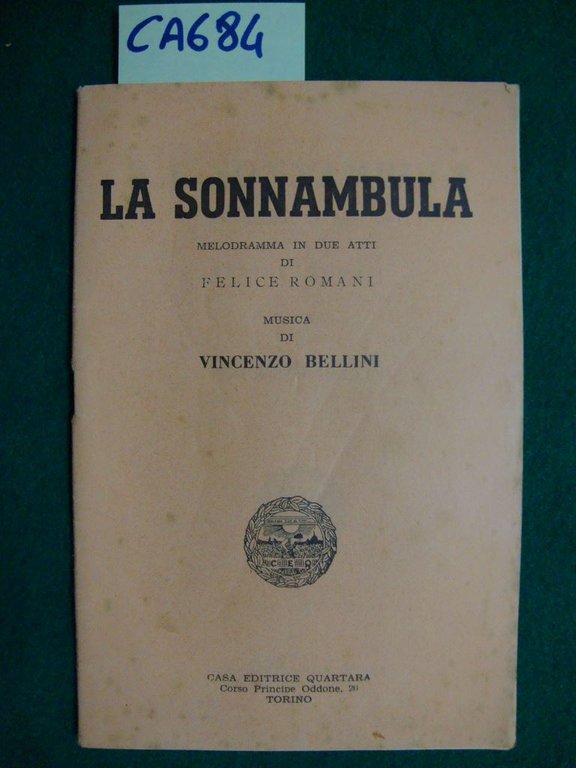 CA684
LA SONNAMBULA
MELODRAMMA IN DUE ATTI
DI
FELICE ROMANI
MUSICA
DI
VINCENZO BELLINI
C E Q
CASA EDITRICE QUARTARA
Corso Principe Oddone, 20
TORINO